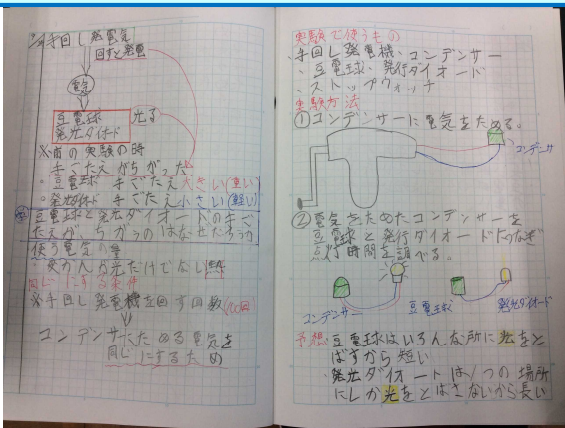 手回し発電気
回すと発電
電気
豆電球 光る
発光ダイオード
※前の実験の時
手ごたえがちがった
・豆電球 手ごたえ大きい(重い)
・発光ダイオード 手ごたえ小さい(軽い)
豆電球と発光ダイオードの手ご
たえがちがうのはなぜだろうか
使う電気の量
同じにする条件
※手回し発電機を回す回数(100回)
コンデンサーにためる電気を
同じにするため
実験で使うもの
・手回し発電機、コンデンサー
・豆電球、発行ダイオード
・ストップウォッチ
実験方法
①コンデンサーに電気をためる。
コンデンサ
②電気をためたコンデンサーを
豆電球と発行ダイオードにつなぎ
点灯時間を調べる。
コンデンサー 豆電球 発光ダイオード
予想 豆電球はいろんな所に光をと
ばすから短い
・発光ダイオードは1つの場所
にしか光をとばさないから長い